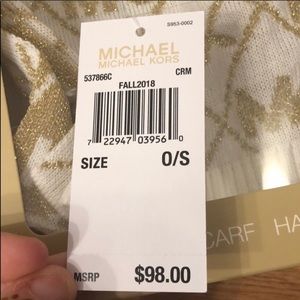 S953-0002
MICHAEL
MICHAEL KORS
537866C CRM
FALL2018
7 22947 03956 0
SIZE O/S
MSRP $98.00
CARF HA